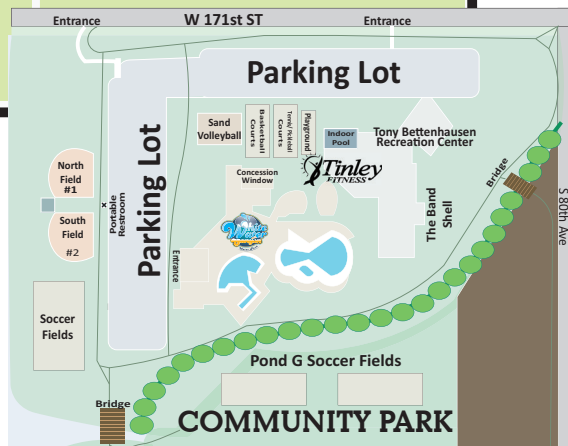 Entrance
W 171st ST
Entrance
Parking Lot
Parking Lot
Sand
Volleyball
Basketball
Courts
Tennis/Pickleball
Courts
Playground
Indoor
Pool
Tony Bettenhausen
Recreation Center
Tinley
FITNESS
North
Field
#1
South
Field
#2
x
Portable
Restroom
Concession
Window
The Band
Shell
Bridge
S 80th Ave
Entrance
White
Water
Soccer
Fields
Pond G Soccer Fields
Bridge
COMMUNITY PARK